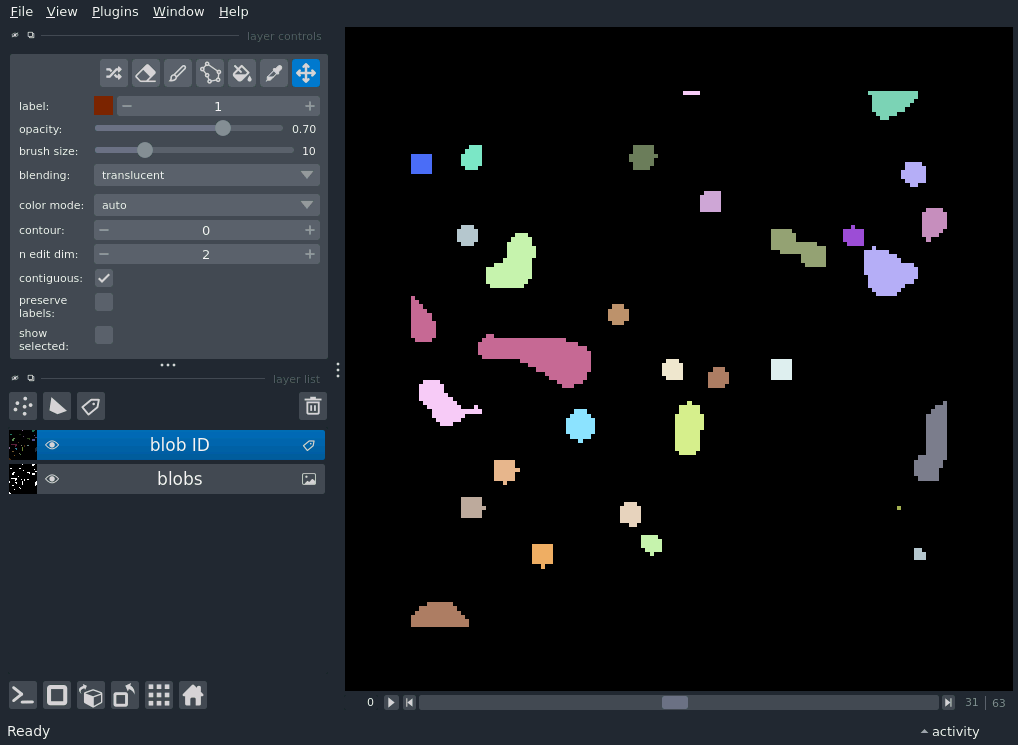 File View Plugins Window Help
layer controls
label: 1
opacity: 0.70
brush size: 10
blending: translucent
color mode: auto
contour: 0
n edit dim: 2
contiguous:
preserve
labels:
show
selected:
layer list
blob ID
blobs
0 31 63
Ready activity